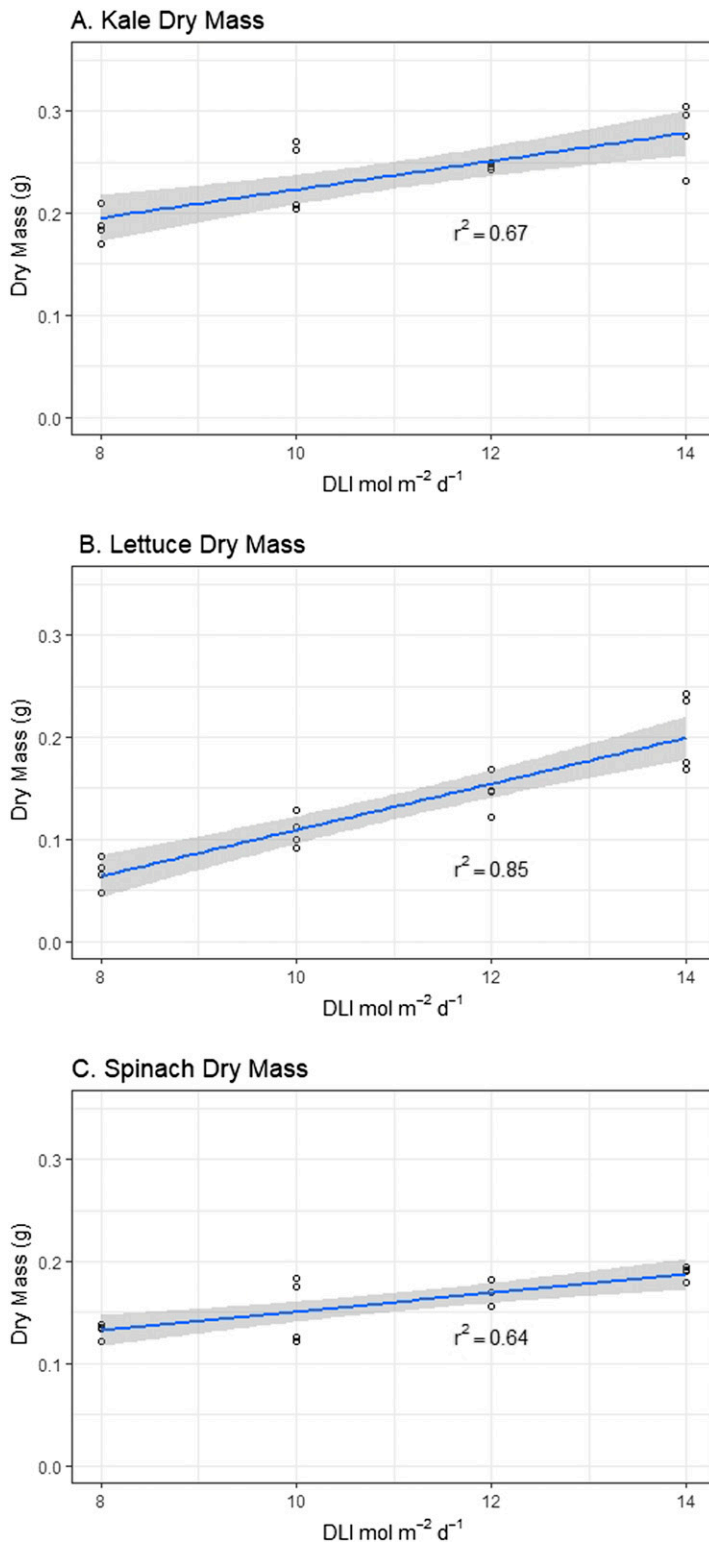 A. Kale Dry Mass
0.3
0.2
0.1
0.0
Dry Mass (g)
r² = 0.67
8 10 12 14
DLI mol m⁻² d⁻¹
B. Lettuce Dry Mass
0.3
0.2
0.1
0.0
Dry Mass (g)
r² = 0.85
8 10 12 14
DLI mol m⁻² d⁻¹
C. Spinach Dry Mass
0.3
0.2
0.1
0.0
Dry Mass (g)
r² = 0.64
8 10 12 14
DLI mol m⁻² d⁻¹